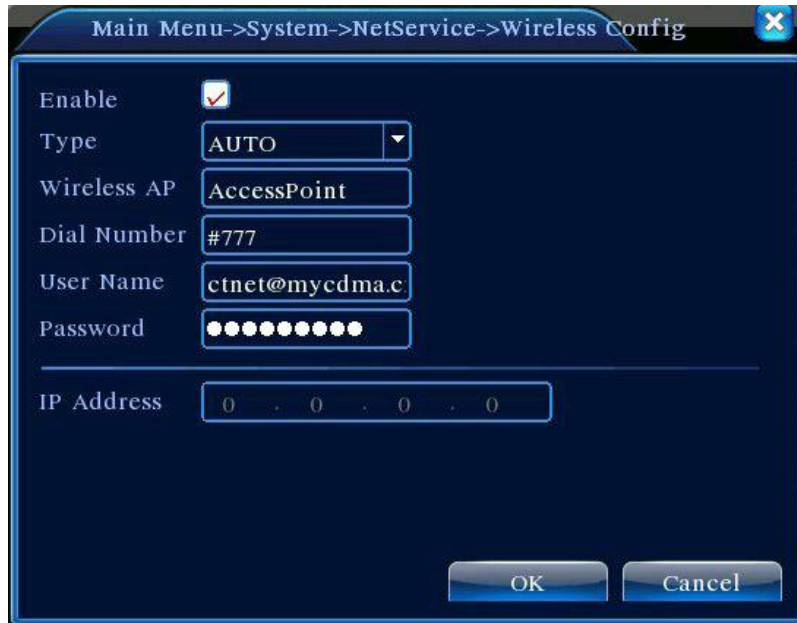 Main Menu->System->NetService->Wireless Config
Enable
Type AUTO
Wireless AP AccessPoint
Dial Number #777
User Name ctnet@mycdma.c
Password ●●●●●●●●●
IP Address 0 . 0 . 0 . 0
OK Cancel